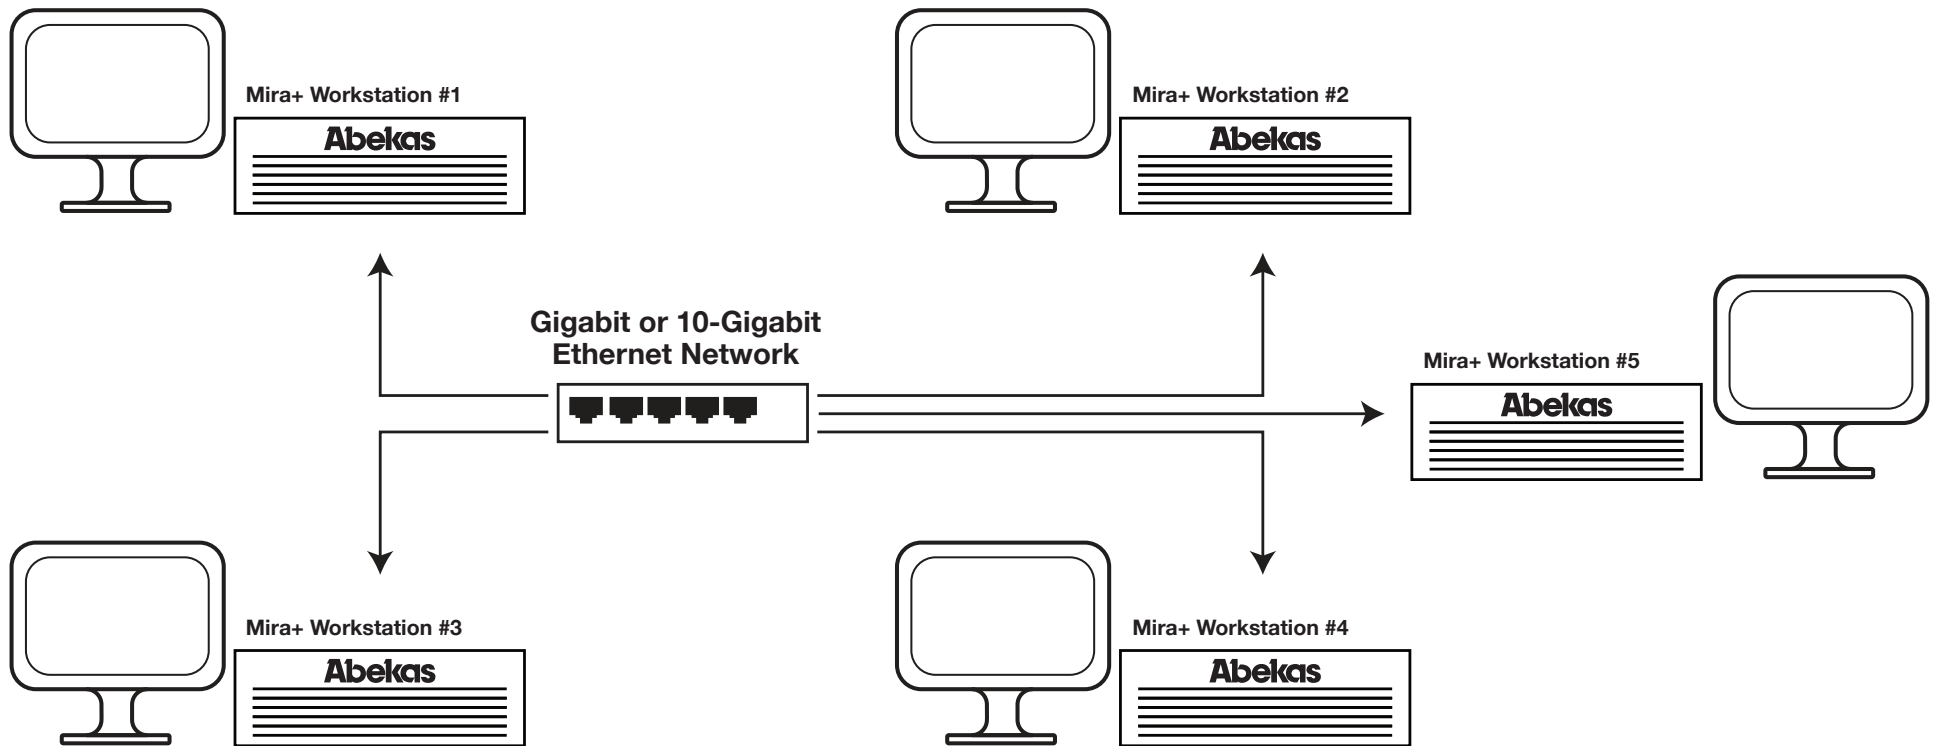 Mira+ Workstation #1
Abekas
Mira+ Workstation #2
Abekas
Gigabit or 10-Gigabit
Ethernet Network
Mira+ Workstation #5
Abekas
Mira+ Workstation #3
Abekas
Mira+ Workstation #4
Abekas